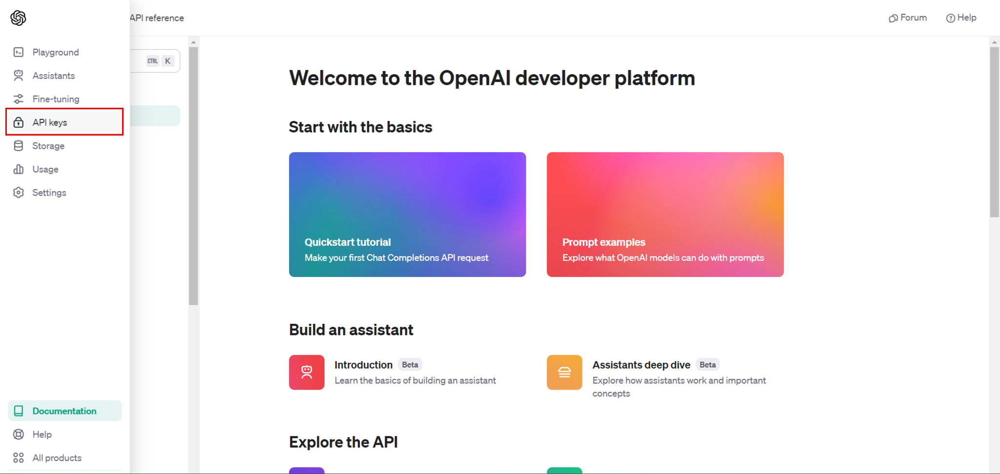 API reference
Forum
Help
Playground
Assistants
Fine-tuning
API keys
Storage
Usage
Settings
Documentation
Help
All products
CTRL K
Welcome to the OpenAI developer platform
Start with the basics
Quickstart tutorial
Make your first Chat Completions API request
Prompt examples
Explore what OpenAI models can do with prompts
Build an assistant
Introduction Beta
Learn the basics of building an assistant
Assistants deep dive Beta
Explore how assistants work and important
concepts
Explore the API